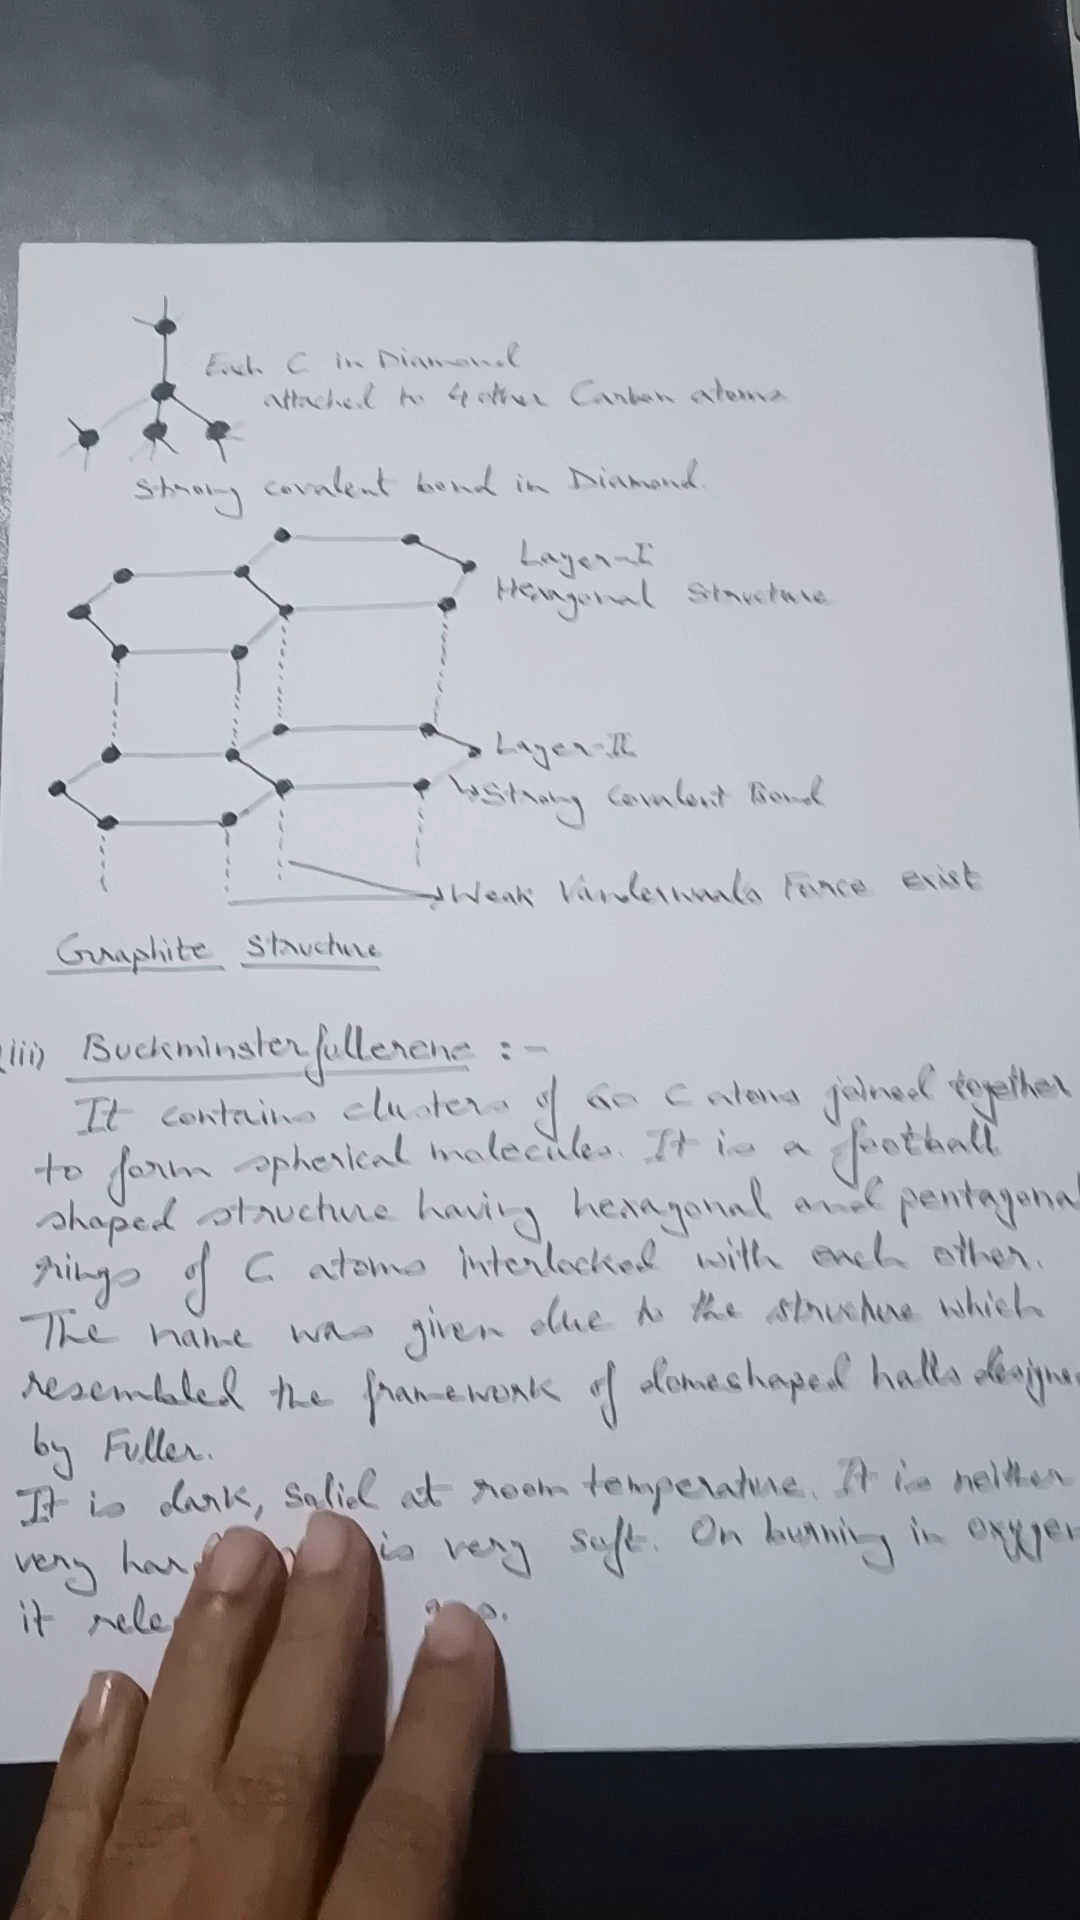 Each C in Diamond
attached to 4 other Carbon atoms
Strong covalent bond in Diamond.
Layer-I
Hexagonal Structure
Layer-II
Strong Covalent Bond
Weak Vanderwaals Force exist
Graphite Structure
iii) Buckminsterfullerene :-
It contains clusters of 60 C atoms joined together
to form spherical molecules. It is a football
shaped structure having hexagonal and pentagonal
rings of C atoms interlocked with each other.
The name was given due to the structure which
resembled the framework of domeshaped halls designe
by Fuller.
It is dark, solid at room temperature. It is neither
very har is very soft. On burning in oxygen
it rele